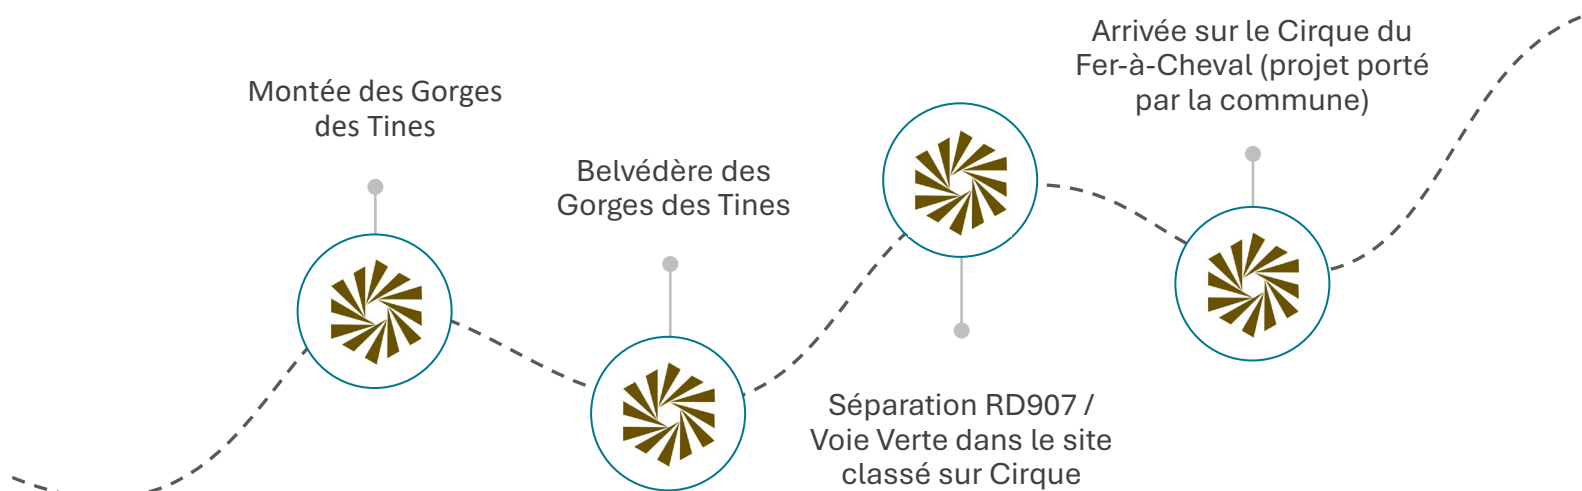 Montée des Gorges
des Tines
Belvédère des
Gorges des Tines
Séparation RD907 /
Voie Verte dans le site
classé sur Cirque
Arrivée sur le Cirque du
Fer-à-Cheval (projet porté
par la commune)